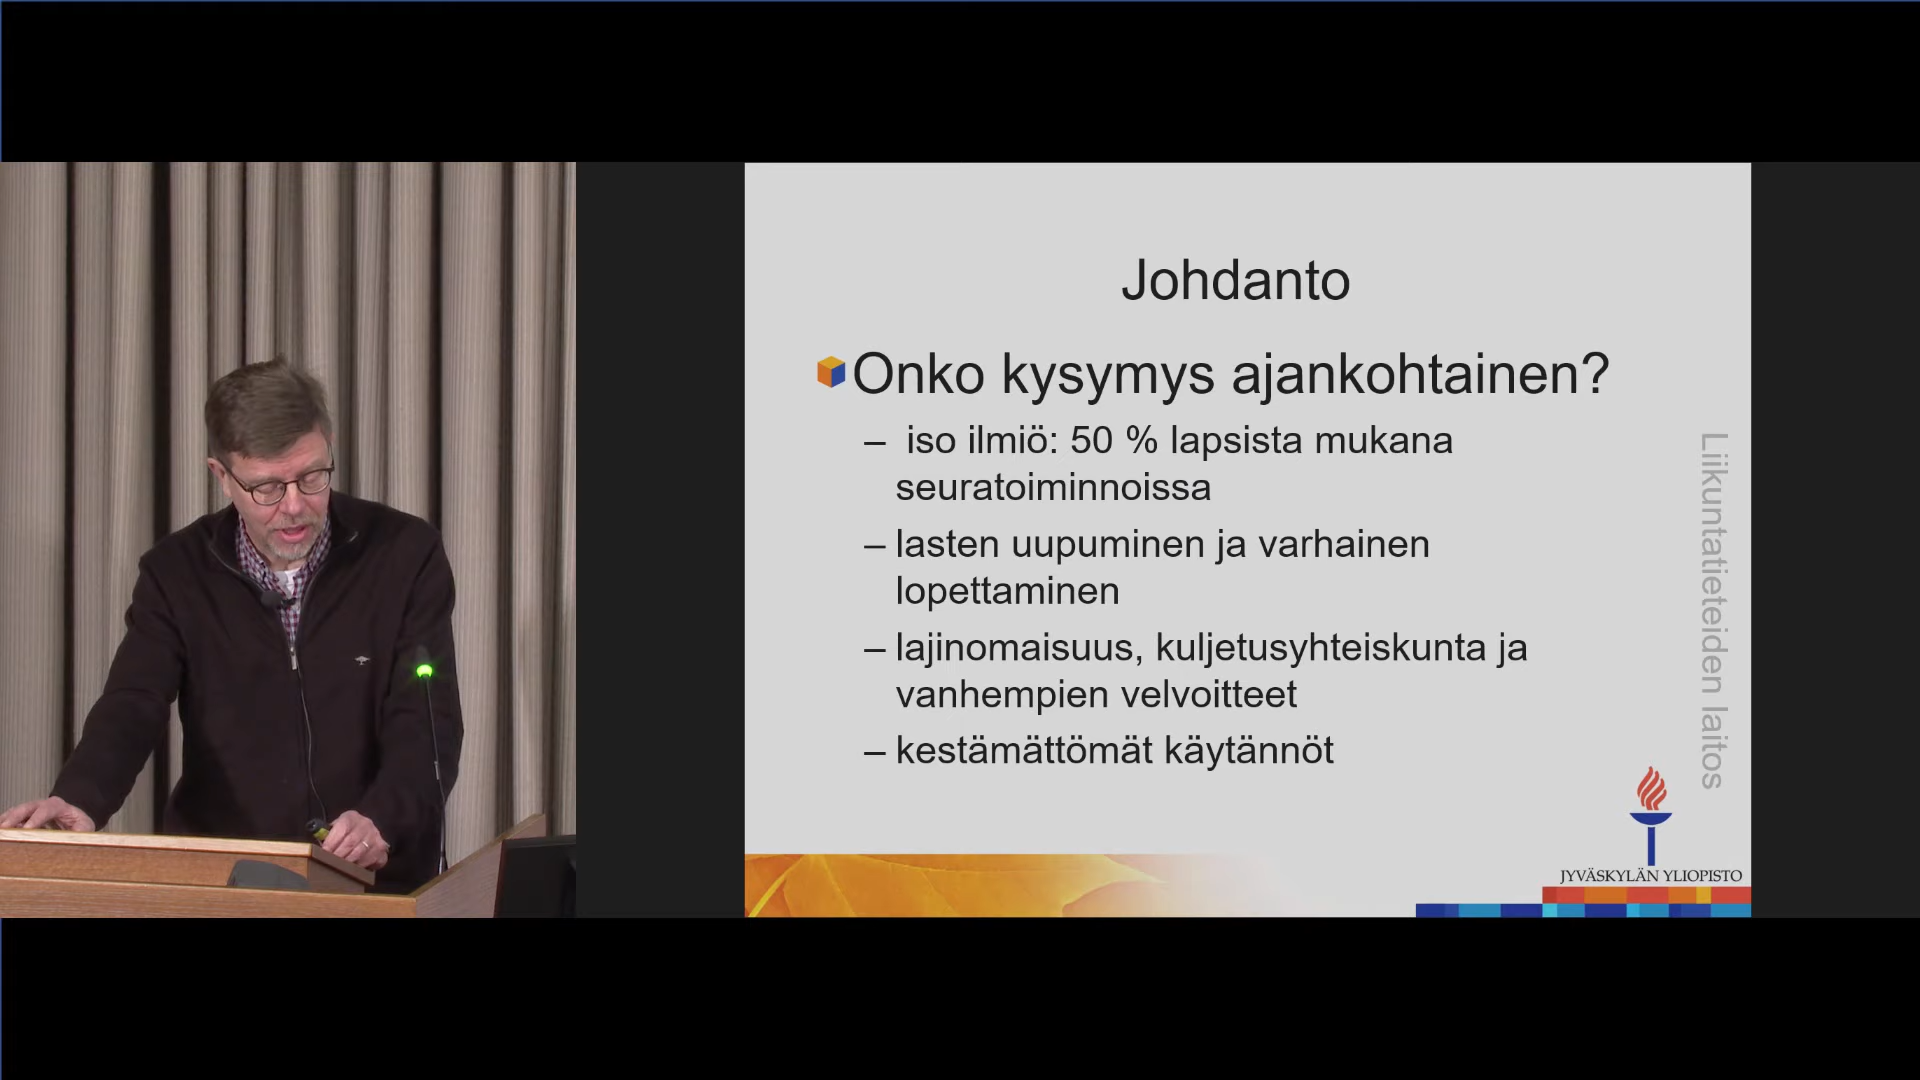 Johdanto
Onko kysymys ajankohtainen?
– iso ilmiö: 50 % lapsista mukana
seuratoiminnoissa
– lasten uupuminen ja varhainen
lopettaminen
– lajinomaisuus, kuljetusyhteiskunta ja
vanhempien velvoitteet
– kestämättömät käytännöt
Liikuntatieteiden laitos
JYVÄSKYLÄN YLIOPISTO